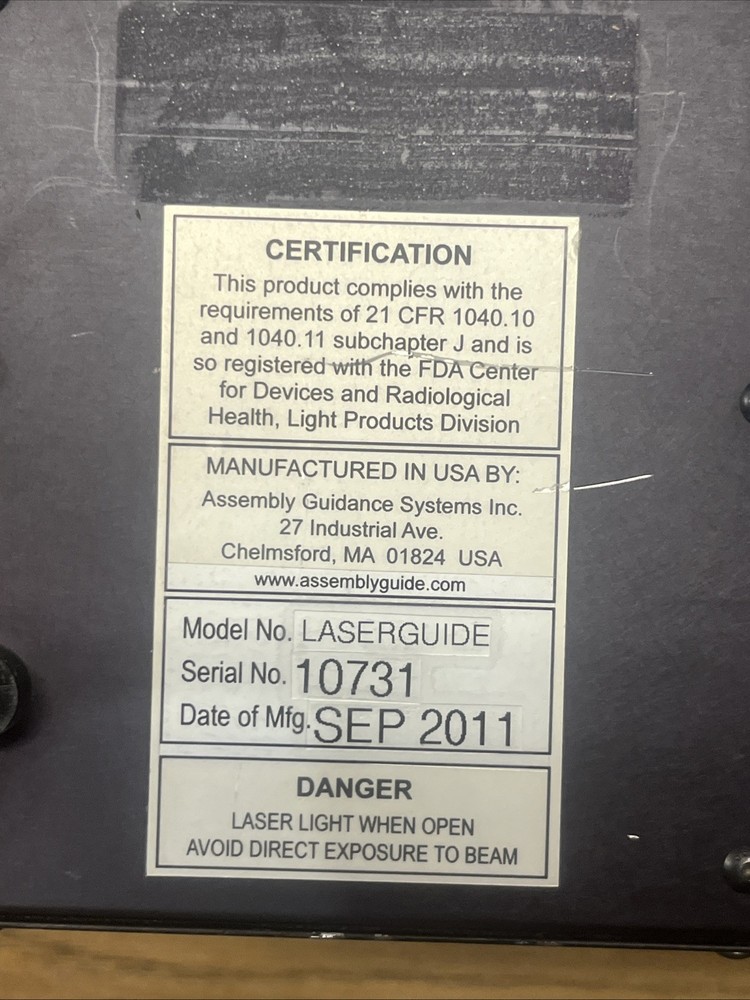 CERTIFICATION
This product complies with the
requirements of 21 CFR 1040.10
and 1040.11 subchapter J and is
so registered with the FDA Center
for Devices and Radiological
Health, Light Products Division
MANUFACTURED IN USA BY:
Assembly Guidance Systems Inc.
27 Industrial Ave.
Chelmsford, MA 01824 USA
www.assemblyguide.com
Model No. LASERGUIDE
Serial No. 10731
Date of Mfg. SEP 2011
DANGER
LASER LIGHT WHEN OPEN
AVOID DIRECT EXPOSURE TO BEAM